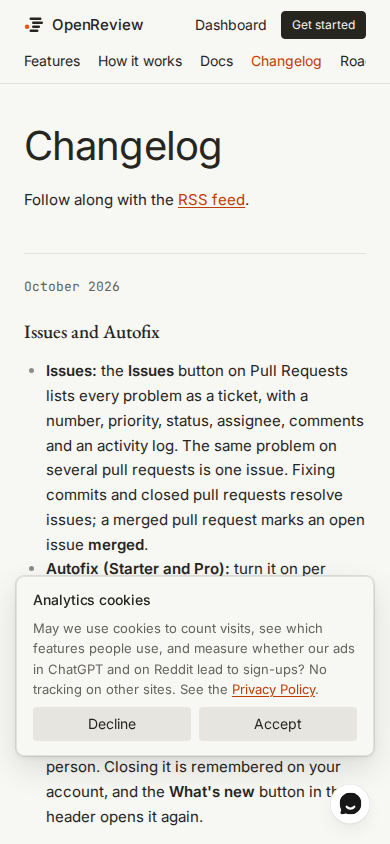 OpenReview
Dashboard
Get started
Features
How it works
Docs
Changelog
Changelog
Follow along with the RSS feed.
October 2026
Issues and Autofix
Issues: the Issues button on Pull Requests
lists every problem as a ticket, with a
number, priority, status, assignee, comments
and an activity log. The same problem on
several pull requests is one issue. Fixing
commits and closed pull requests resolve
issues; a merged pull request marks an open
issue merged.
Autofix (Starter and Pro): turn it on per
Analytics cookies
May we use cookies to count visits, see which
features people use, and measure whether our ads
in ChatGPT and on Reddit lead to sign-ups? No
tracking on other sites. See the Privacy Policy.
Decline
Accept
person. Closing it is remembered on your
account, and the What's new button in
header opens it again.